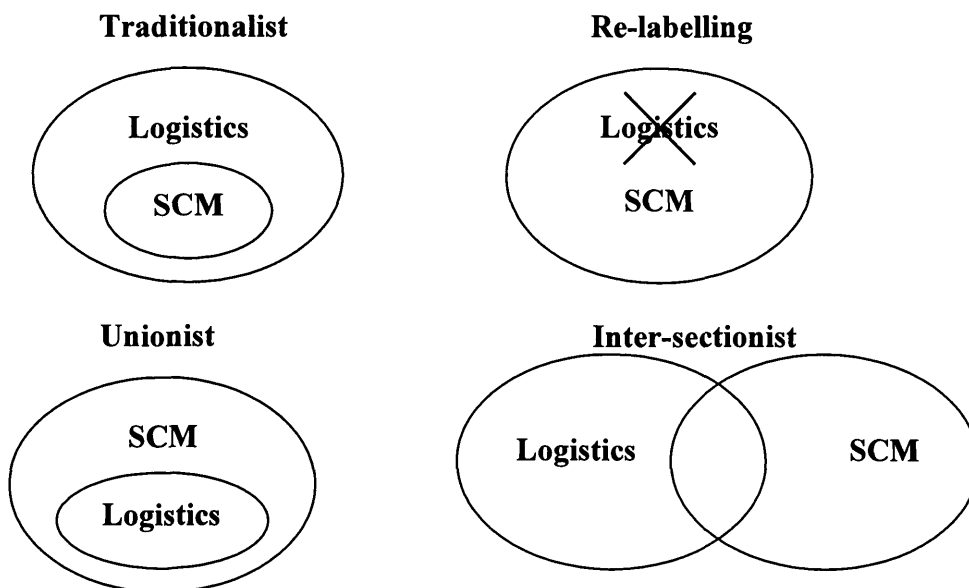 Traditionalist
Logistics
SCM
Re-labelling
Logistics
SCM
Unionist
SCM
Logistics
Inter-sectionist
Logistics
SCM